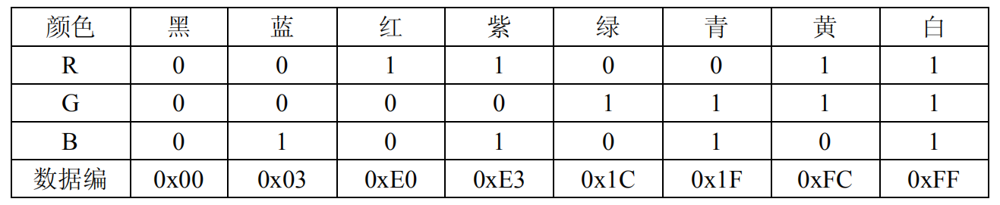 颜色 黑 蓝 红 紫 绿 青 黄 白
R 0 0 1 1 0 0 1 1
G 0 0 0 0 1 1 1 1
B 0 1 0 1 0 1 0 1
数据编 0x00 0x03 0xE0 0xE3 0x1C 0x1F 0xFC 0xFF